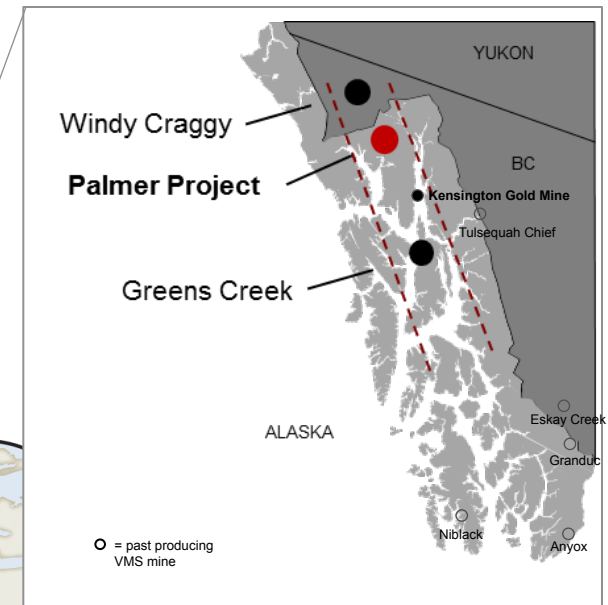 YUKON
Windy Craggy
BC
Palmer Project
Kensington Gold Mine
Tulsequah Chief
Greens Creek
Eskay Creek
ALASKA
Granduc
Niblack
Anyox
= past producing
VMS mine